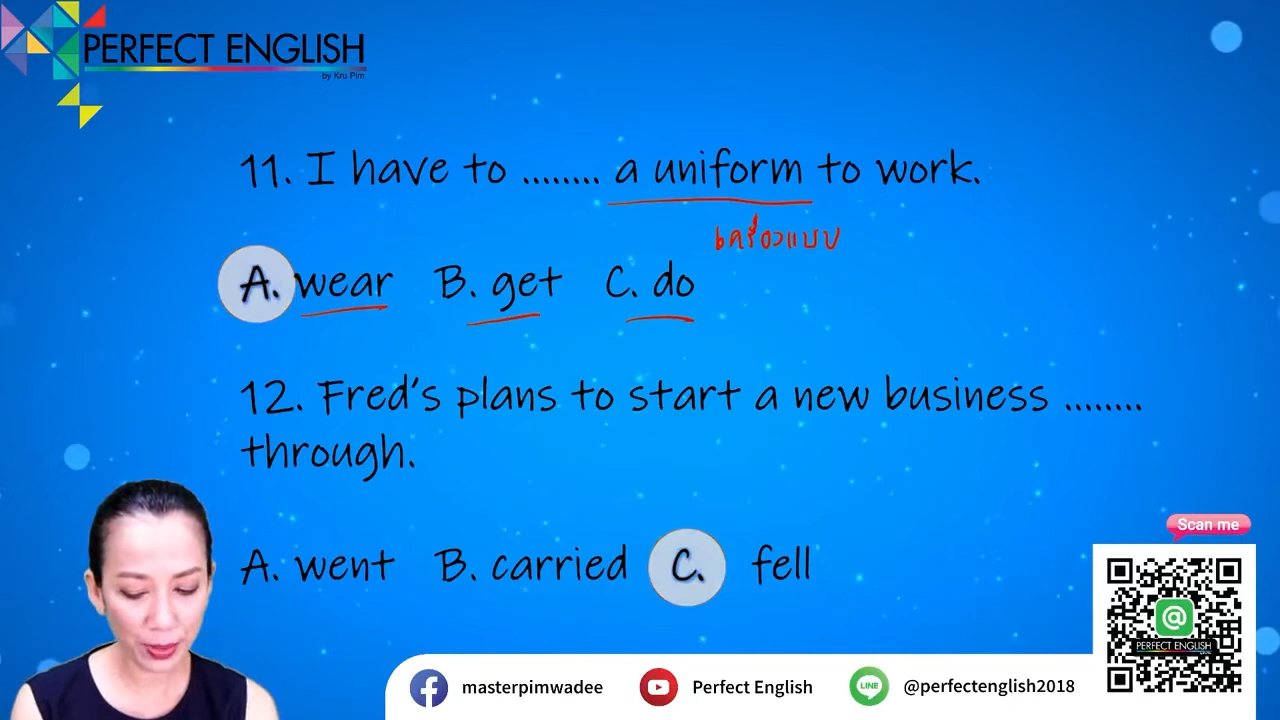 PERFECT ENGLISH
by Kru Pim
11. I have to ........ a uniform to work.
เครื่องแบบ
A. wear B. get C. do
12. Fred's plans to start a new business ........
through.
A. went B. carried C. fell
Scan me
@
PERFECT ENGLISH
masterpimwadee
Perfect English
LINE
@perfectenglish2018